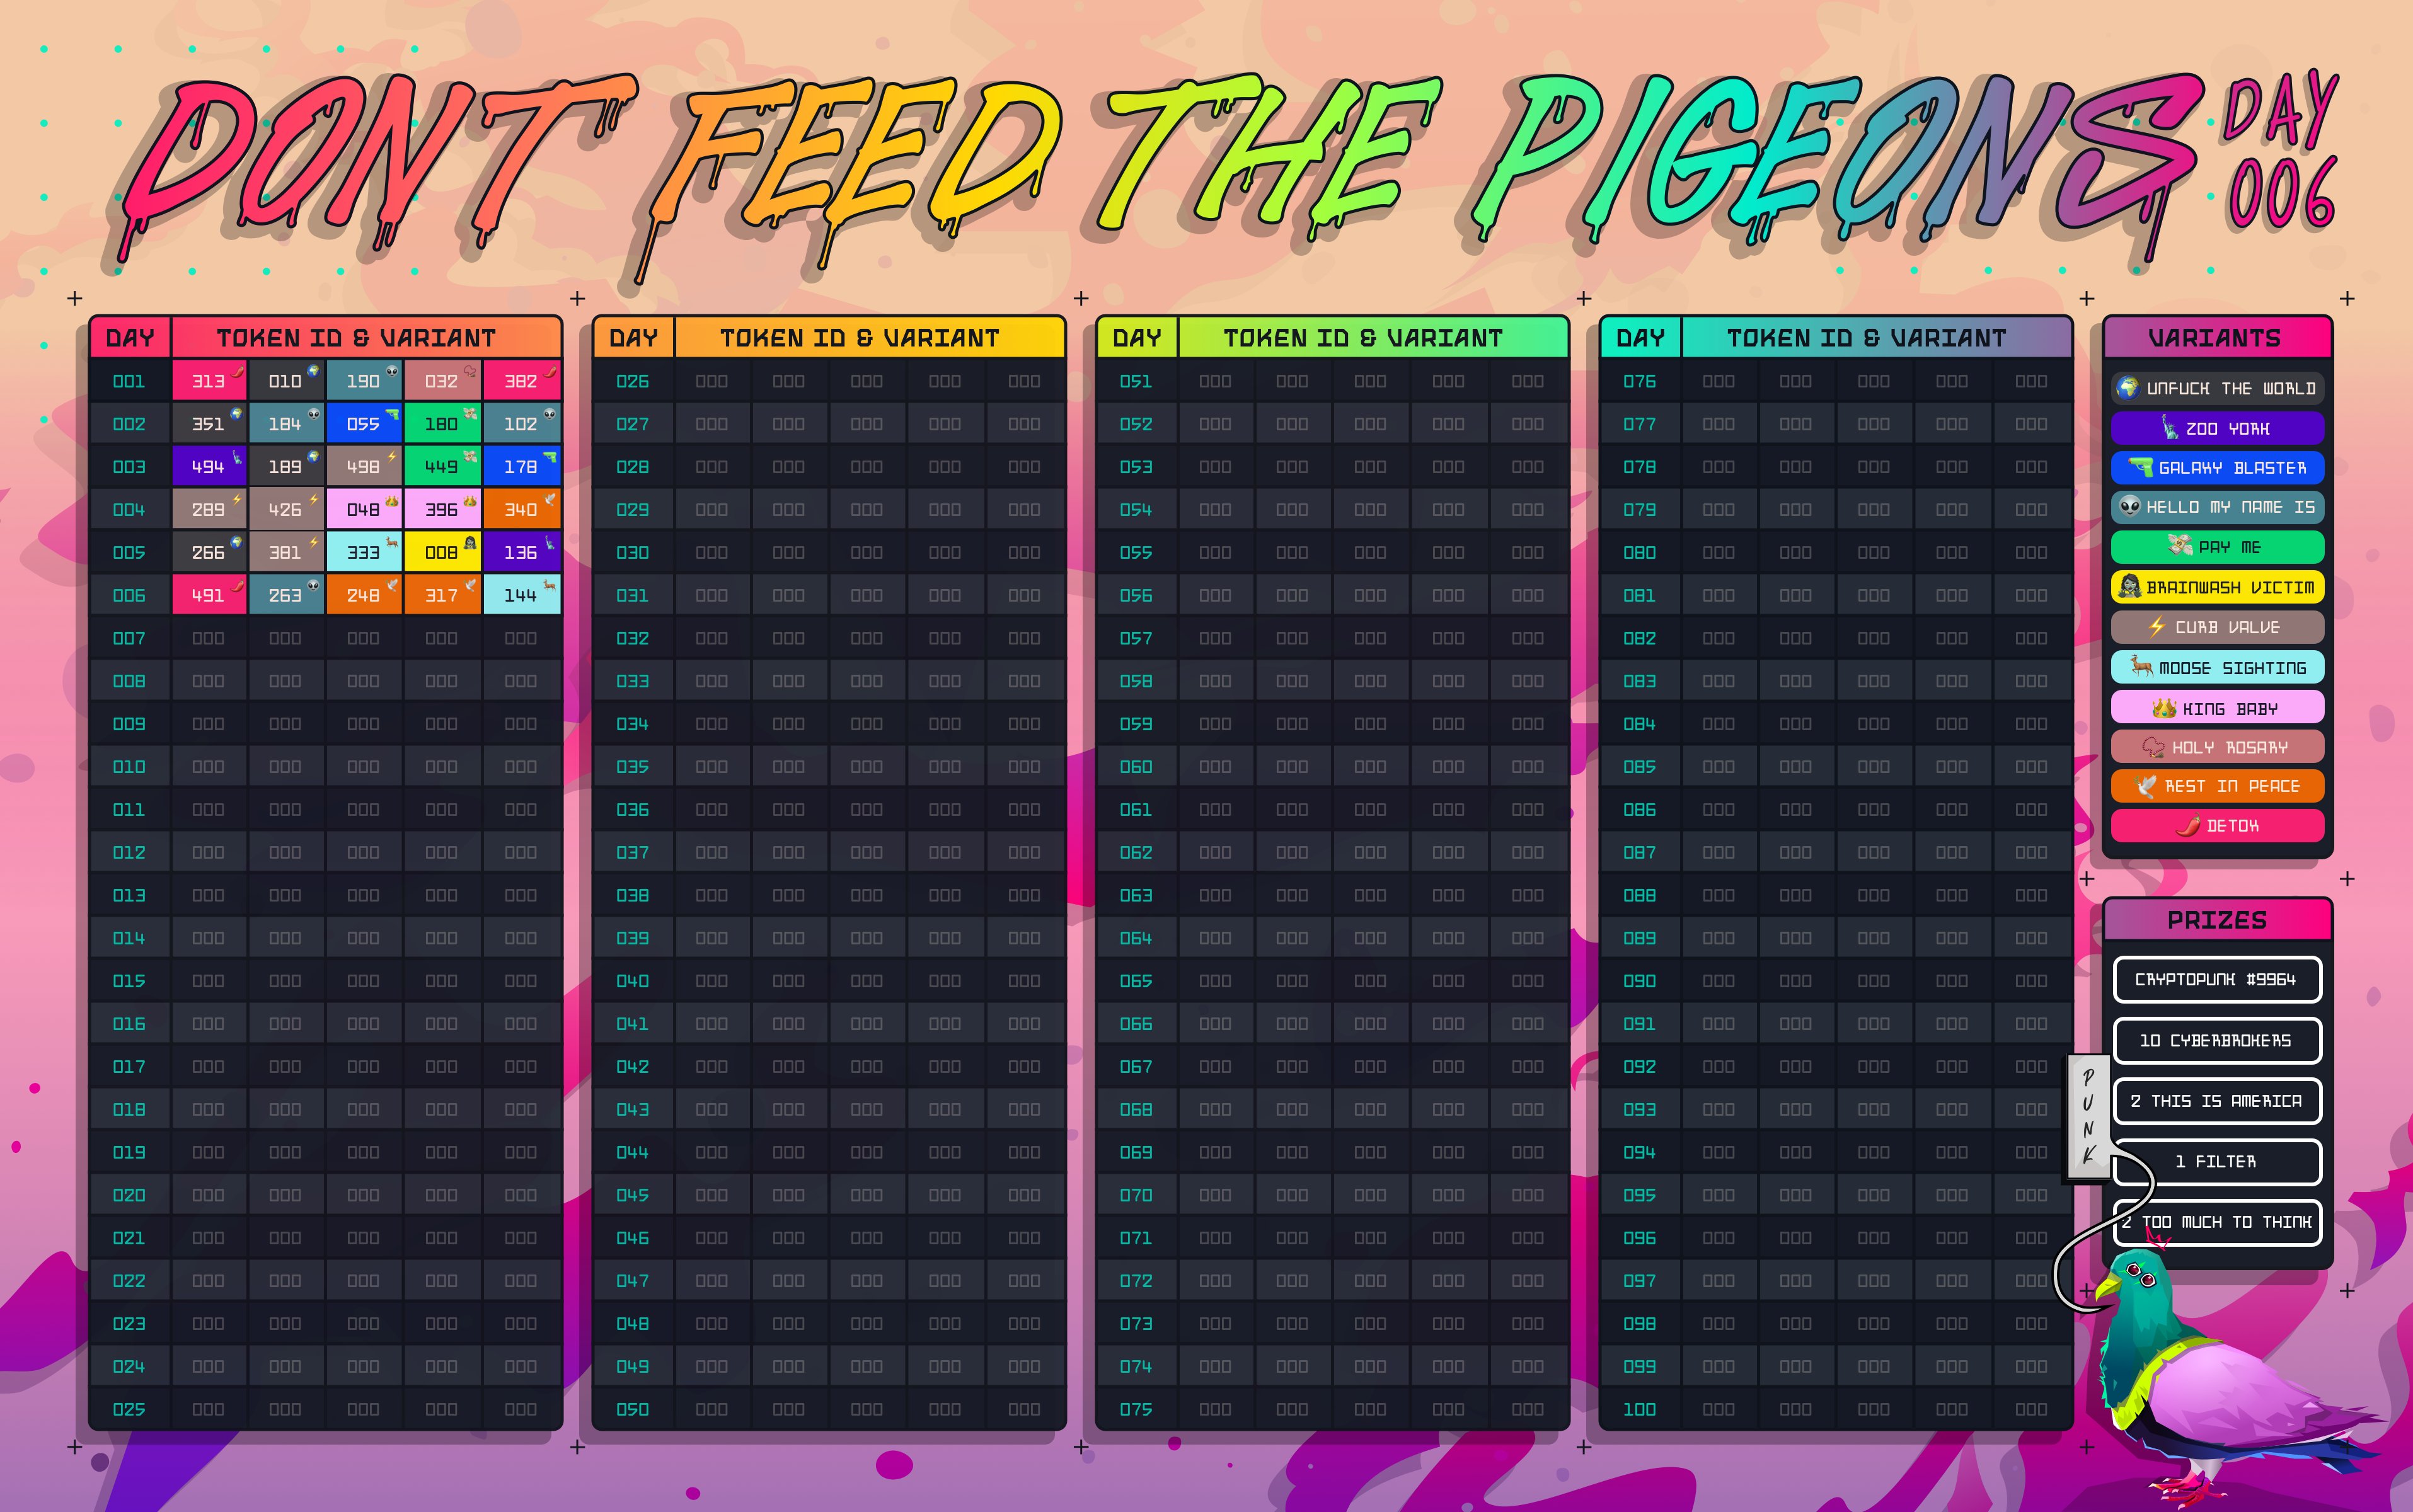 DONT FEED THE PIGEONS
DAY
006
DAY TOKEN ID & VARIANT
001 313 010 190 032 382
002 351 184 055 180 102
003 494 189 498 449 178
004 289 426 048 396 340
005 266 381 333 008 136
006 491 263 248 317 144
007 000 000 000 000 000
008 000 000 000 000 000
009 000 000 000 000 000
010 000 000 000 000 000
011 000 000 000 000 000
012 000 000 000 000 000
013 000 000 000 000 000
014 000 000 000 000 000
015 000 000 000 000 000
016 000 000 000 000 000
017 000 000 000 000 000
018 000 000 000 000 000
019 000 000 000 000 000
020 000 000 000 000 000
021 000 000 000 000 000
022 000 000 000 000 000
023 000 000 000 000 000
024 000 000 000 000 000
025 000 000 000 000 000
DAY TOKEN ID & VARIANT
026 000 000 000 000 000
027 000 000 000 000 000
028 000 000 000 000 000
029 000 000 000 000 000
030 000 000 000 000 000
031 000 000 000 000 000
032 000 000 000 000 000
033 000 000 000 000 000
034 000 000 000 000 000
035 000 000 000 000 000
036 000 000 000 000 000
037 000 000 000 000 000
038 000 000 000 000 000
039 000 000 000 000 000
040 000 000 000 000 000
041 000 000 000 000 000
042 000 000 000 000 000
043 000 000 000 000 000
044 000 000 000 000 000
045 000 000 000 000 000
046 000 000 000 000 000
047 000 000 000 000 000
048 000 000 000 000 000
049 000 000 000 000 000
050 000 000 000 000 000
DAY TOKEN ID & VARIANT
051 000 000 000 000 000
052 000 000 000 000 000
053 000 000 000 000 000
054 000 000 000 000 000
055 000 000 000 000 000
056 000 000 000 000 000
057 000 000 000 000 000
058 000 000 000 000 000
059 000 000 000 000 000
060 000 000 000 000 000
061 000 000 000 000 000
062 000 000 000 000 000
063 000 000 000 000 000
064 000 000 000 000 000
065 000 000 000 000 000
066 000 000 000 000 000
067 000 000 000 000 000
068 000 000 000 000 000
069 000 000 000 000 000
070 000 000 000 000 000
071 000 000 000 000 000
072 000 000 000 000 000
073 000 000 000 000 000
074 000 000 000 000 000
075 000 000 000 000 000
DAY TOKEN ID & VARIANT
076 000 000 000 000 000
077 000 000 000 000 000
078 000 000 000 000 000
079 000 000 000 000 000
080 000 000 000 000 000
081 000 000 000 000 000
082 000 000 000 000 000
083 000 000 000 000 000
084 000 000 000 000 000
085 000 000 000 000 000
086 000 000 000 000 000
087 000 000 000 000 000
088 000 000 000 000 000
089 000 000 000 000 000
090 000 000 000 000 000
091 000 000 000 000 000
092 000 000 000 000 000
093 000 000 000 000 000
094 000 000 000 000 000
095 000 000 000 000 000
096 000 000 000 000 000
097 000 000 000 000 000
098 000 000 000 000 000
099 000 000 000 000 000
100 000 000 000 000 000
VARIANTS
UNFUCK THE WORLD
ZOO YORK
GALAXY BLASTER
HELLO MY NAME IS
PAY ME
BRAINWASH VICTIM
CURB VALVE
MOOSE SIGHTING
KING BABY
HOLY ROSARY
REST IN PEACE
DETOX
PRIZES
CRYPTOPUNK #9964
10 CYBERBROKERS
2 THIS IS AMERICA
1 FILTER
2 TOO MUCH TO THINK
PUNK